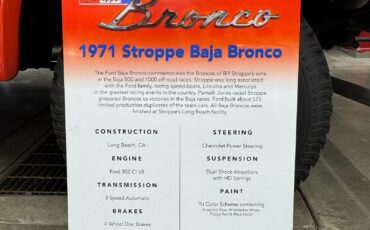 Bronco
1971 Stroppe Baja Bronco
The Ford Baja Bronco commemorates the Broncos of Bill Stroppe's wins
in the Baja 500 and 1000 off road races. Stroppe was long associated
with the Ford family, racing speed boats, Lincolns and Mercurys
in the greatest racing events in the country. Parnelli Jones raced Stroppe
prepared Broncos to victories in the Baja races. Ford built about 575
limited production duplicates of the team cars. All Baja Broncos were
finished at Stroppe's Long Beach facility.
CONSTRUCTION
Long Beach, CA
ENGINE
Ford 302 CI V8
TRANSMISSION
3 Speed Automatic
BRAKES
4 Wheel Disc Brakes
STEERING
Chevrolet Power Steering
SUSPENSION
Dual Shock Absorbers
with HD Springs
PAINT
Tri Color Scheme combining
Poppy Red & Black Roof